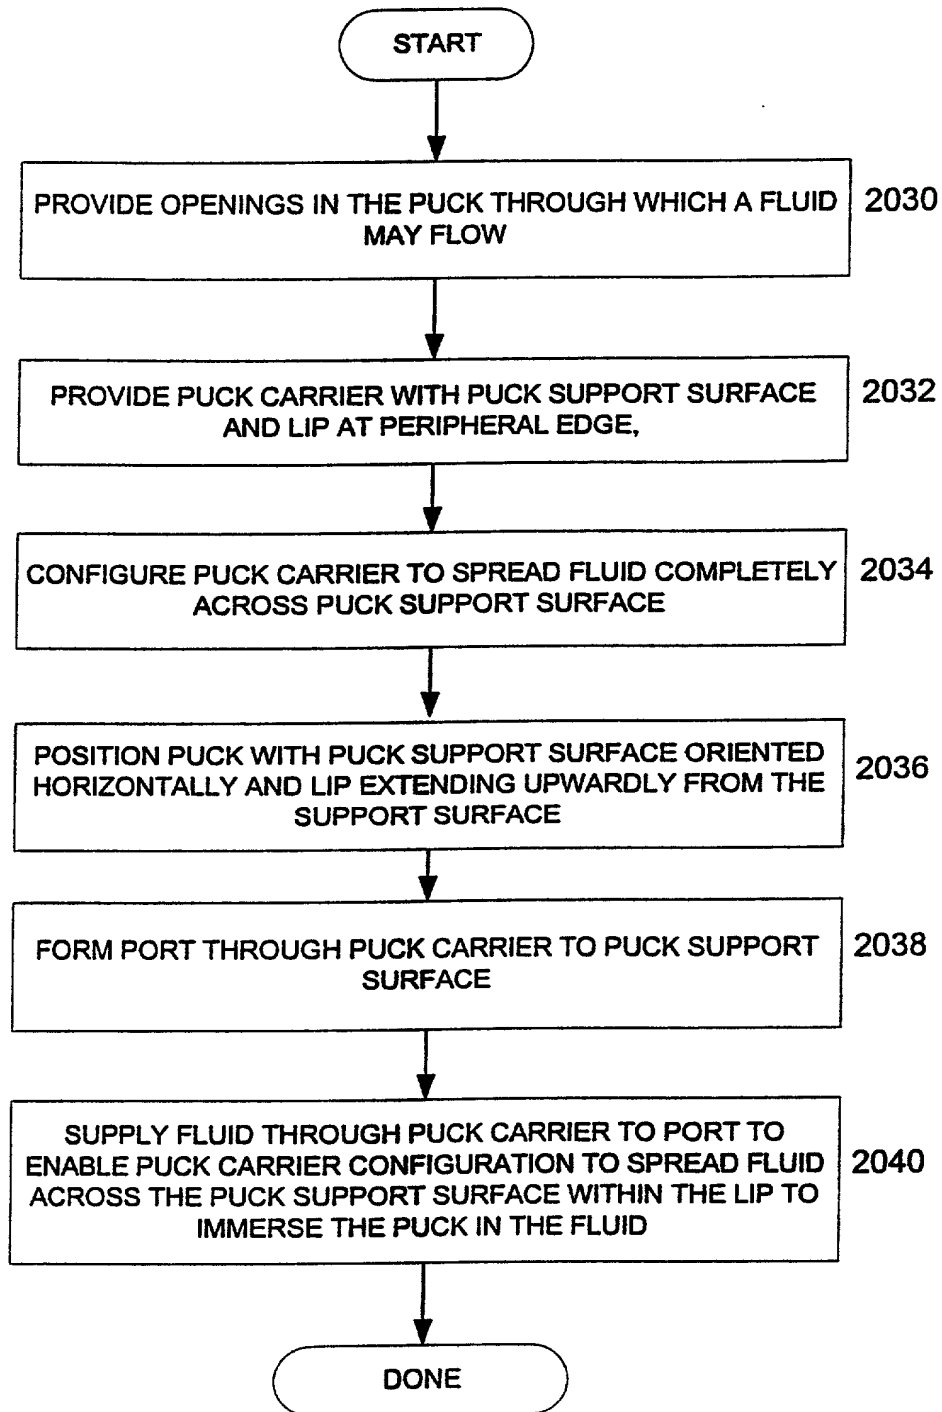 START
PROVIDE OPENINGS IN THE PUCK THROUGH WHICH A FLUID
MAY FLOW
2030
PROVIDE PUCK CARRIER WITH PUCK SUPPORT SURFACE
AND LIP AT PERIPHERAL EDGE,
2032
CONFIGURE PUCK CARRIER TO SPREAD FLUID COMPLETELY
ACROSS PUCK SUPPORT SURFACE
2034
POSITION PUCK WITH PUCK SUPPORT SURFACE ORIENTED
HORIZONTALLY AND LIP EXTENDING UPWARDLY FROM THE
SUPPORT SURFACE
2036
FORM PORT THROUGH PUCK CARRIER TO PUCK SUPPORT
SURFACE
2038
SUPPLY FLUID THROUGH PUCK CARRIER TO PORT TO
ENABLE PUCK CARRIER CONFIGURATION TO SPREAD FLUID
ACROSS THE PUCK SUPPORT SURFACE WITHIN THE LIP TO
IMMERSE THE PUCK IN THE FLUID
2040
DONE